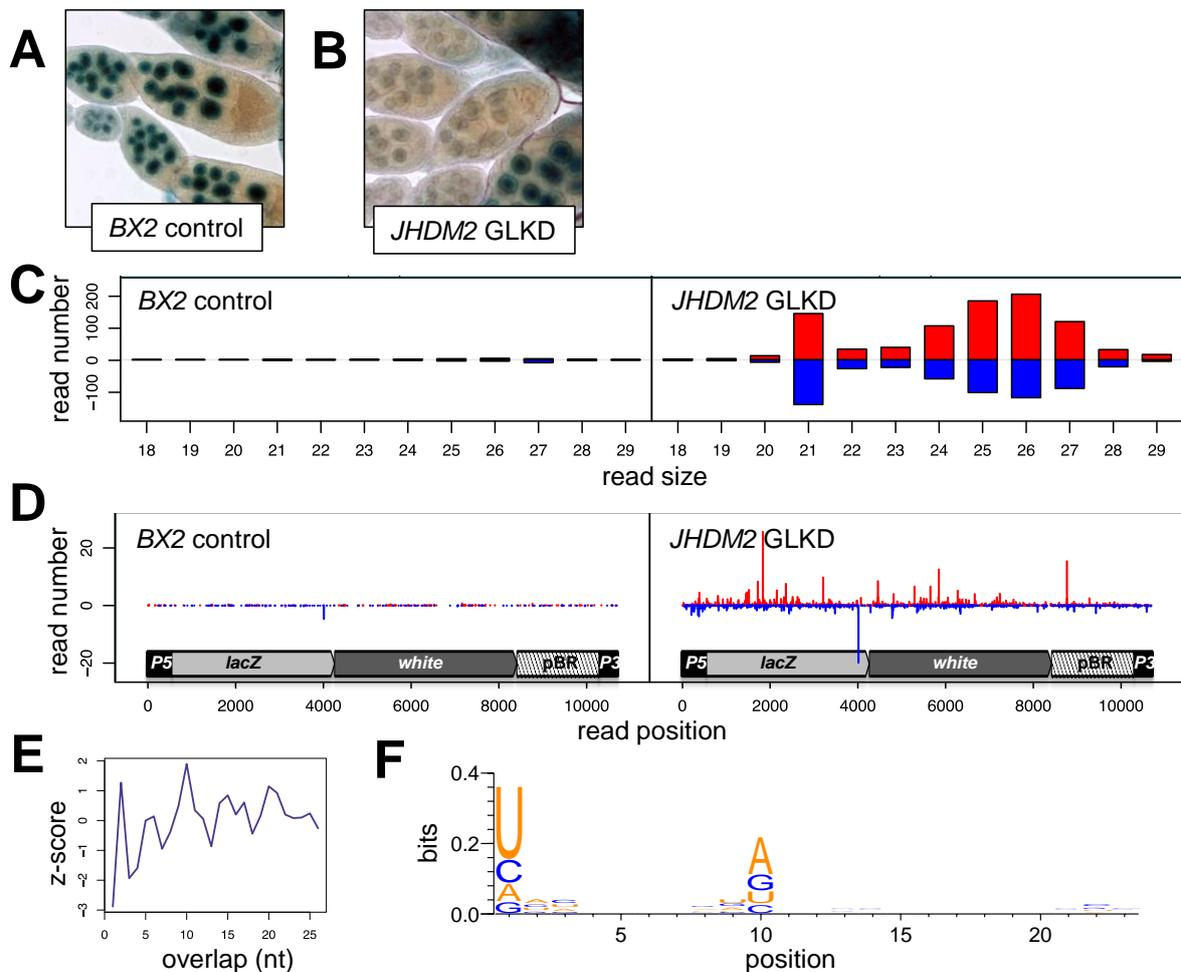 A
B
BX2 control
JHDM2 GLKD
C
read number
200
100
0
−100
BX2 control
JHDM2 GLKD
18 19 20 21 22 23 24 25 26 27 28 29 18 19 20 21 22 23 24 25 26 27 28 29
read size
D
read number
20
0
−20
BX2 control
JHDM2 GLKD
P5 lacZ white pBR P3 P5 lacZ white pBR P3
0 2000 4000 6000 8000 10000 0 2000 4000 6000 8000 10000
read position
E
z-score
2
1
0
−1
−2
−3
0 5 10 15 20 25
overlap (nt)
F
bits
0.4
0.2
0.0
U
C
A
G
A
G
U
C
5 10 15 20
position